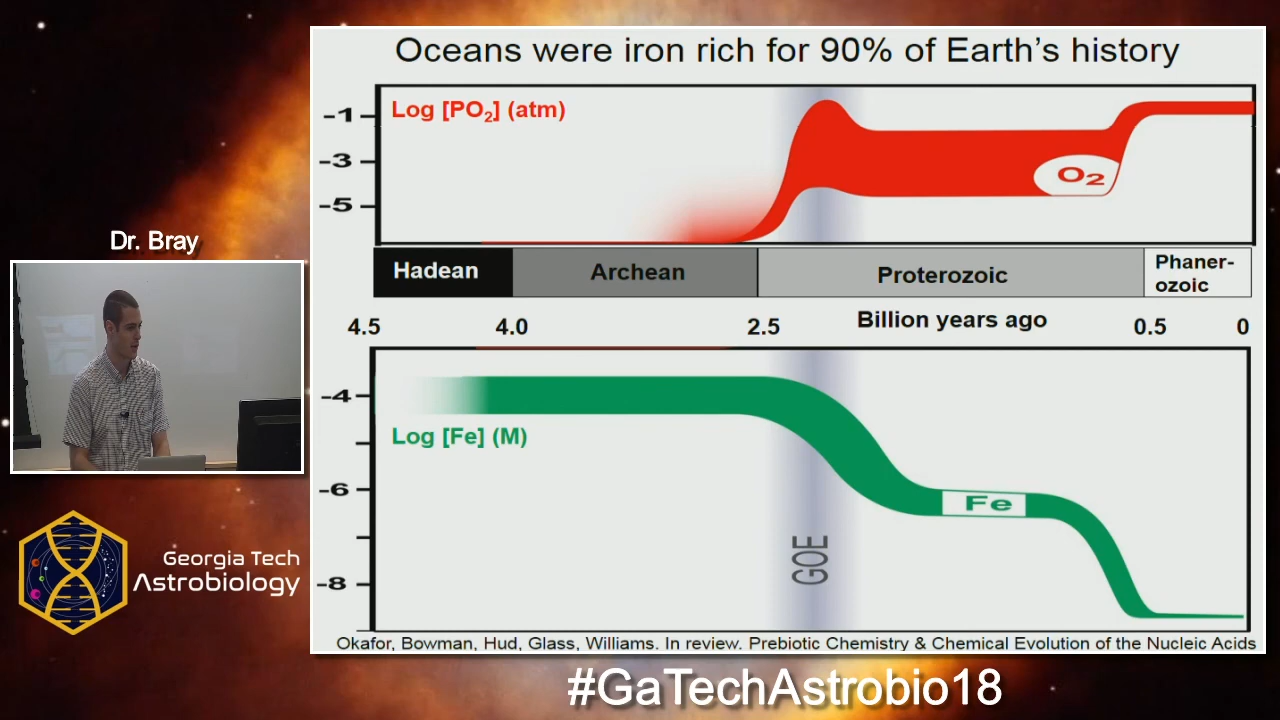 Oceans were iron rich for 90% of Earth's history
Log [PO₂] (atm)
-1
-3
-5
O₂
Hadean
Archean
Proterozoic
Phaner-
ozoic
4.5
4.0
2.5
Billion years ago
0.5
0
-4
Log [Fe] (M)
-6
Fe
-8
GOE
Okafor, Bowman, Hud, Glass, Williams. In review. Prebiotic Chemistry & Chemical Evolution of the Nucleic Acids
Dr. Bray
Georgia Tech
Astrobiology
#GaTechAstrobio18